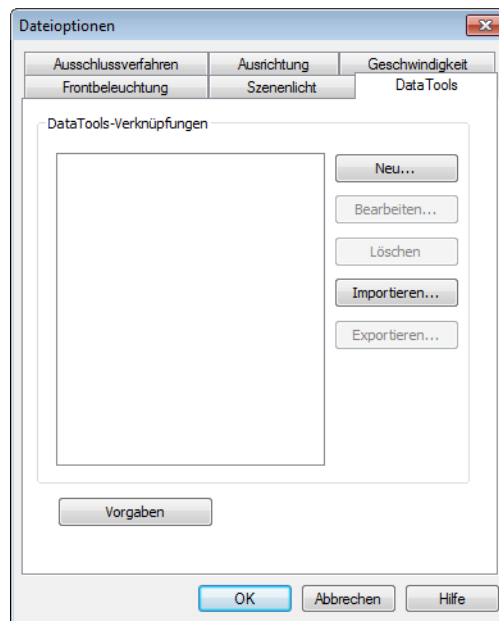 Dateioptionen
Ausschlussverfahren Ausrichtung Geschwindigkeit
Frontbeleuchtung Szenenlicht DataTools
DataTools-Verknüpfungen
Neu...
Bearbeiten...
Löschen
Importieren...
Exportieren...
Vorgaben
OK Abbrechen Hilfe